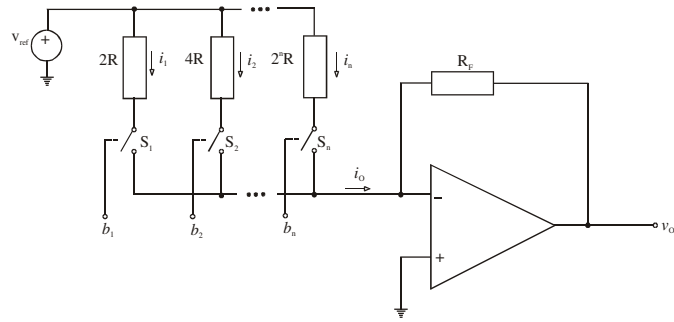 v_ref
+
2R
i_1
4R
i_2
2^nR
i_n
S_1
S_2
S_n
b_1
b_2
b_n
i_O
R_F
−
+
v_O